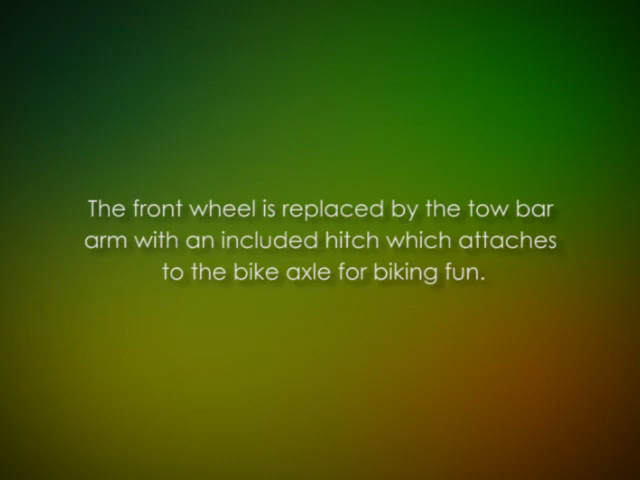 The front wheel is replaced by the tow bar
arm with an included hitch which attaches
to the bike axle for biking fun.